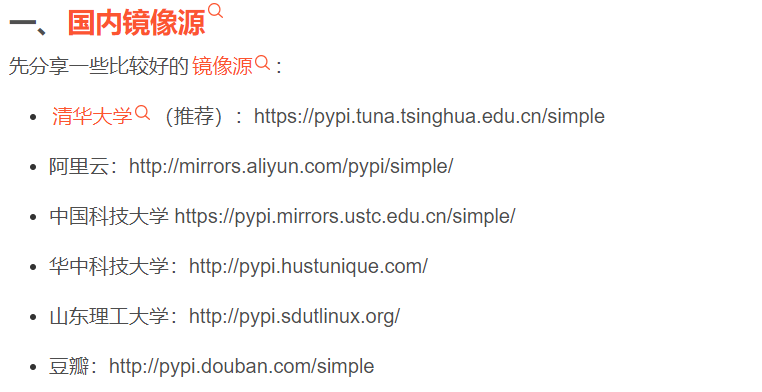 一、国内镜像源
先分享一些比较好的镜像源：
清华大学（推荐）：https://pypi.tuna.tsinghua.edu.cn/simple
阿里云：http://mirrors.aliyun.com/pypi/simple/
中国科技大学 https://pypi.mirrors.ustc.edu.cn/simple/
华中科技大学：http://pypi.hustunique.com/
山东理工大学：http://pypi.sdutlinux.org/
豆瓣：http://pypi.douban.com/simple